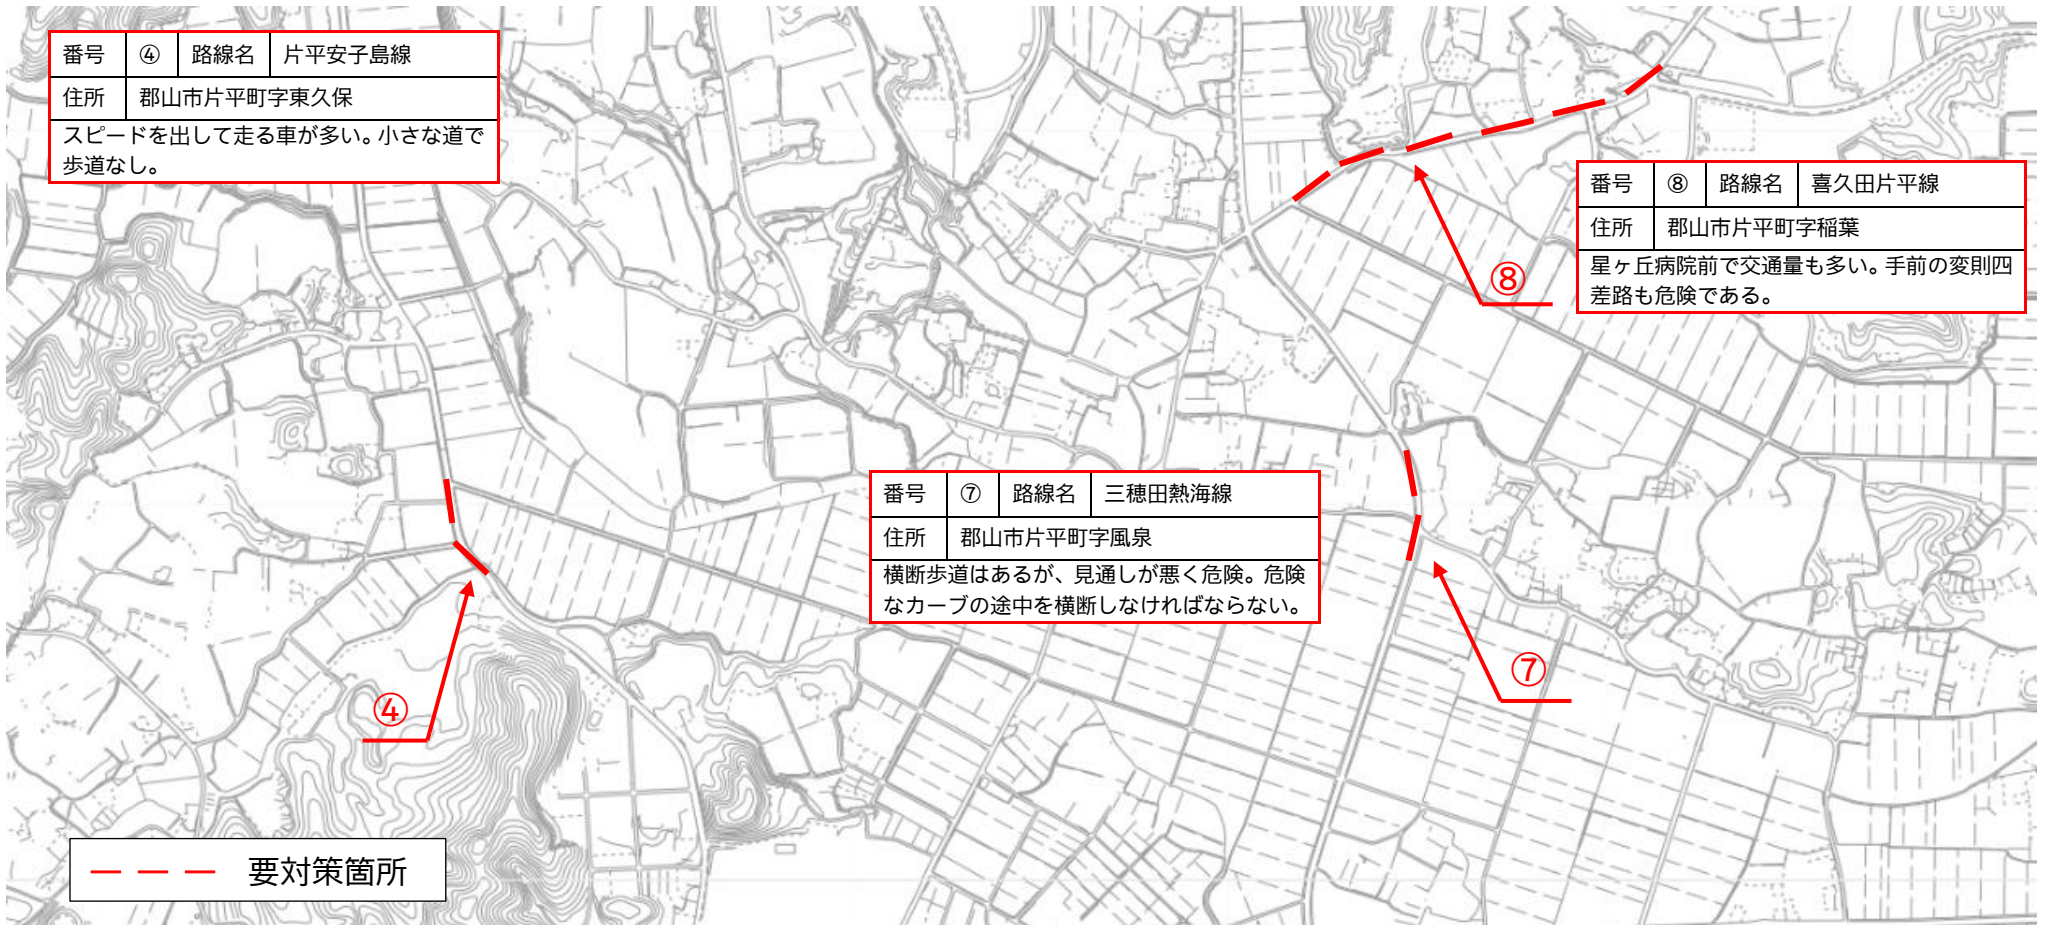 番号 ④ 路線名 片平安子島線
住所 郡山市片平町字東久保
スピードを出して走る車が多い。小さな道で
歩道なし。
番号 ⑧ 路線名 喜久田片平線
住所 郡山市片平町字稲葉
星ヶ丘病院前で交通量も多い。手前の変則四
差路も危険である。
⑧
番号 ⑦ 路線名 三穂田熱海線
住所 郡山市片平町字風泉
横断歩道はあるが、見通しが悪く危険。危険
なカーブの途中を横断しなければならない。
⑦
④
要対策箇所